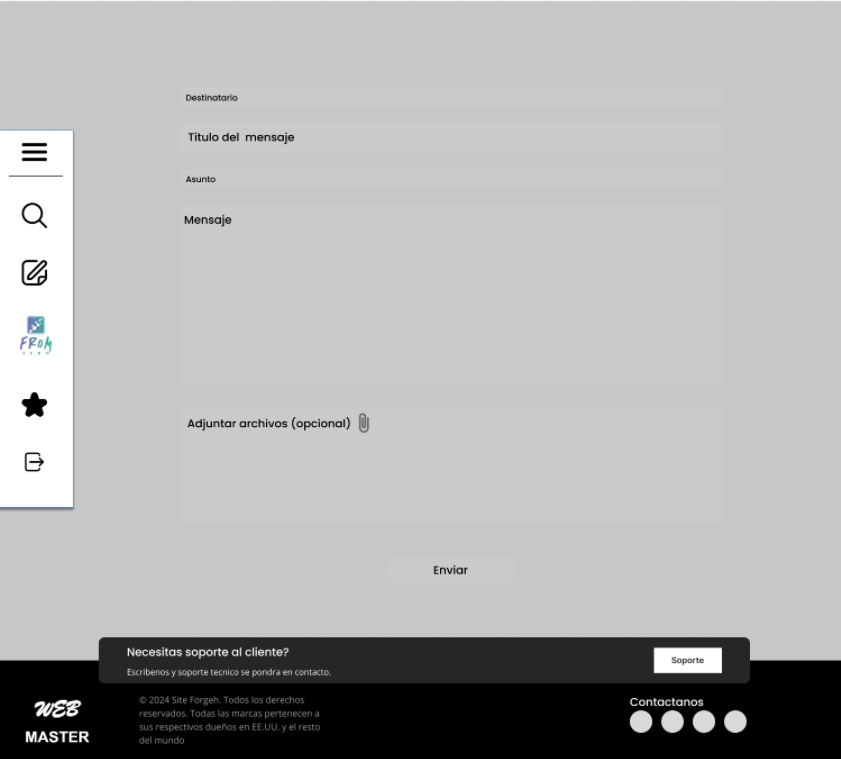 Destinatario
Titulo del mensaje
Asunto
Mensaje
FROM
Adjuntar archivos (opcional)
Enviar
Necesitas soporte al cliente?
Escribenos y soporte tecnico se pondra en contacto.
Soporte
WEB
MASTER
© 2024 Site Forgeh. Todos los derechos
reservados. Todas las marcas pertenecen a
sus respectivos dueños en EE.UU. y el resto
del mundo
Contactanos